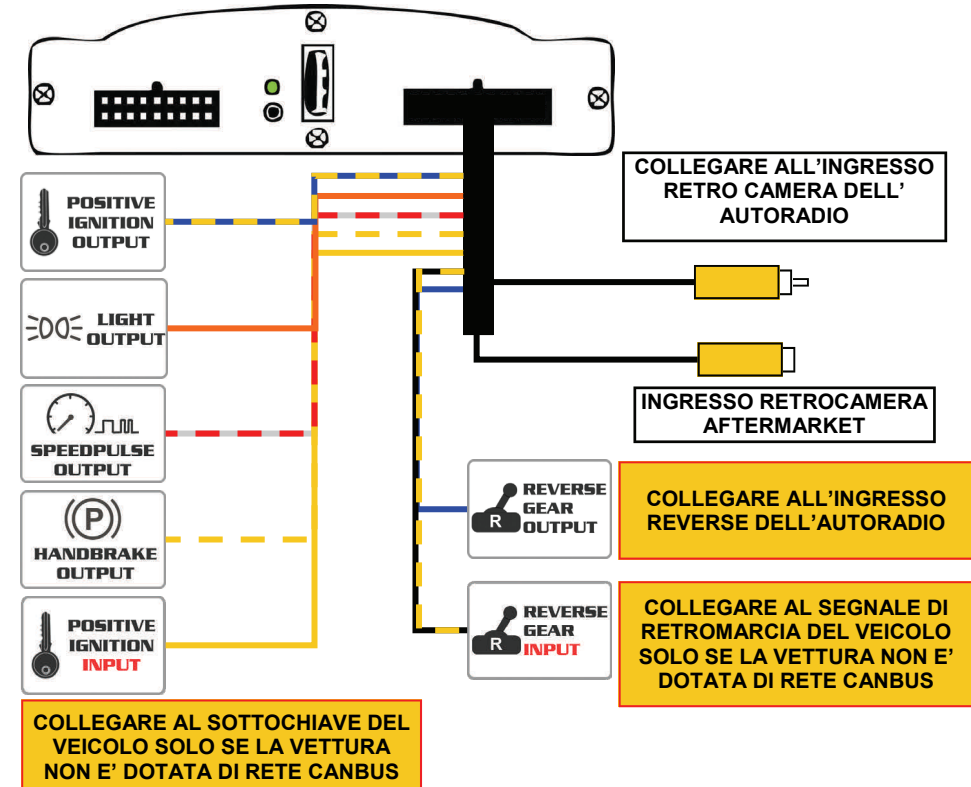 COLLEGARE ALL'INGRESSO
RETRO CAMERA DELL'
AUTORADIO
POSITIVE
IGNITION
OUTPUT
LIGHT
OUTPUT
INGRESSO RETROCAMERA
AFTERMARKET
SPEEDPULSE
OUTPUT
REVERSE
GEAR
OUTPUT
R
COLLEGARE ALL'INGRESSO
REVERSE DELL'AUTORADIO
(P)
HANDBRAKE
OUTPUT
POSITIVE
IGNITION
INPUT
REVERSE
GEAR
INPUT
R
COLLEGARE AL SEGNALE DI
RETROMARCIA DEL VEICOLO
SOLO SE LA VETTURA NON E'
DOTATA DI RETE CANBUS
COLLEGARE AL SOTTOCHIAVE DEL
VEICOLO SOLO SE LA VETTURA
NON E' DOTATA DI RETE CANBUS